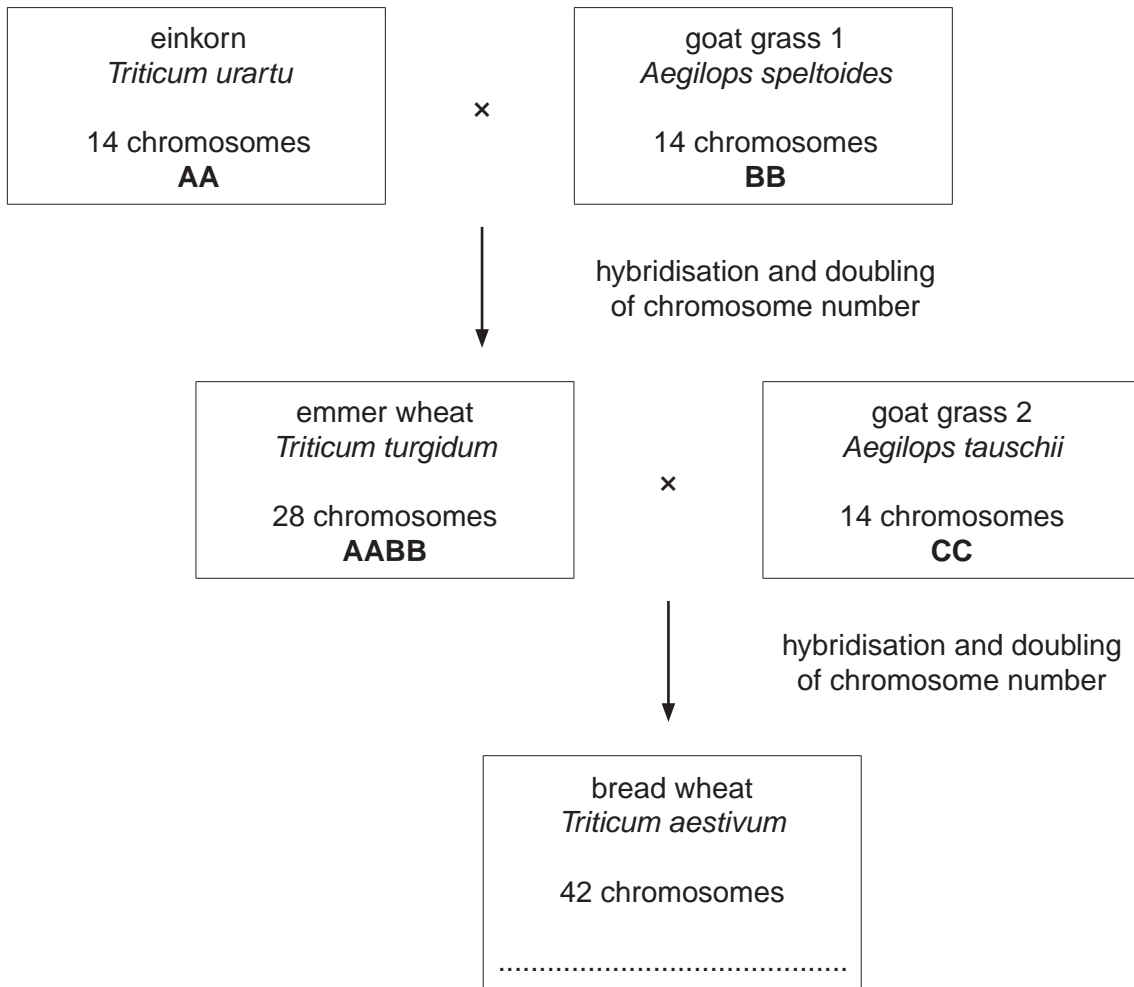 einkorn
Triticum urartu
14 chromosomes
AA
×
goat grass 1
Aegilops speltoides
14 chromosomes
BB
hybridisation and doubling
of chromosome number
emmer wheat
Triticum turgidum
28 chromosomes
AABB
×
goat grass 2
Aegilops tauschii
14 chromosomes
CC
hybridisation and doubling
of chromosome number
bread wheat
Triticum aestivum
42 chromosomes
...........................................